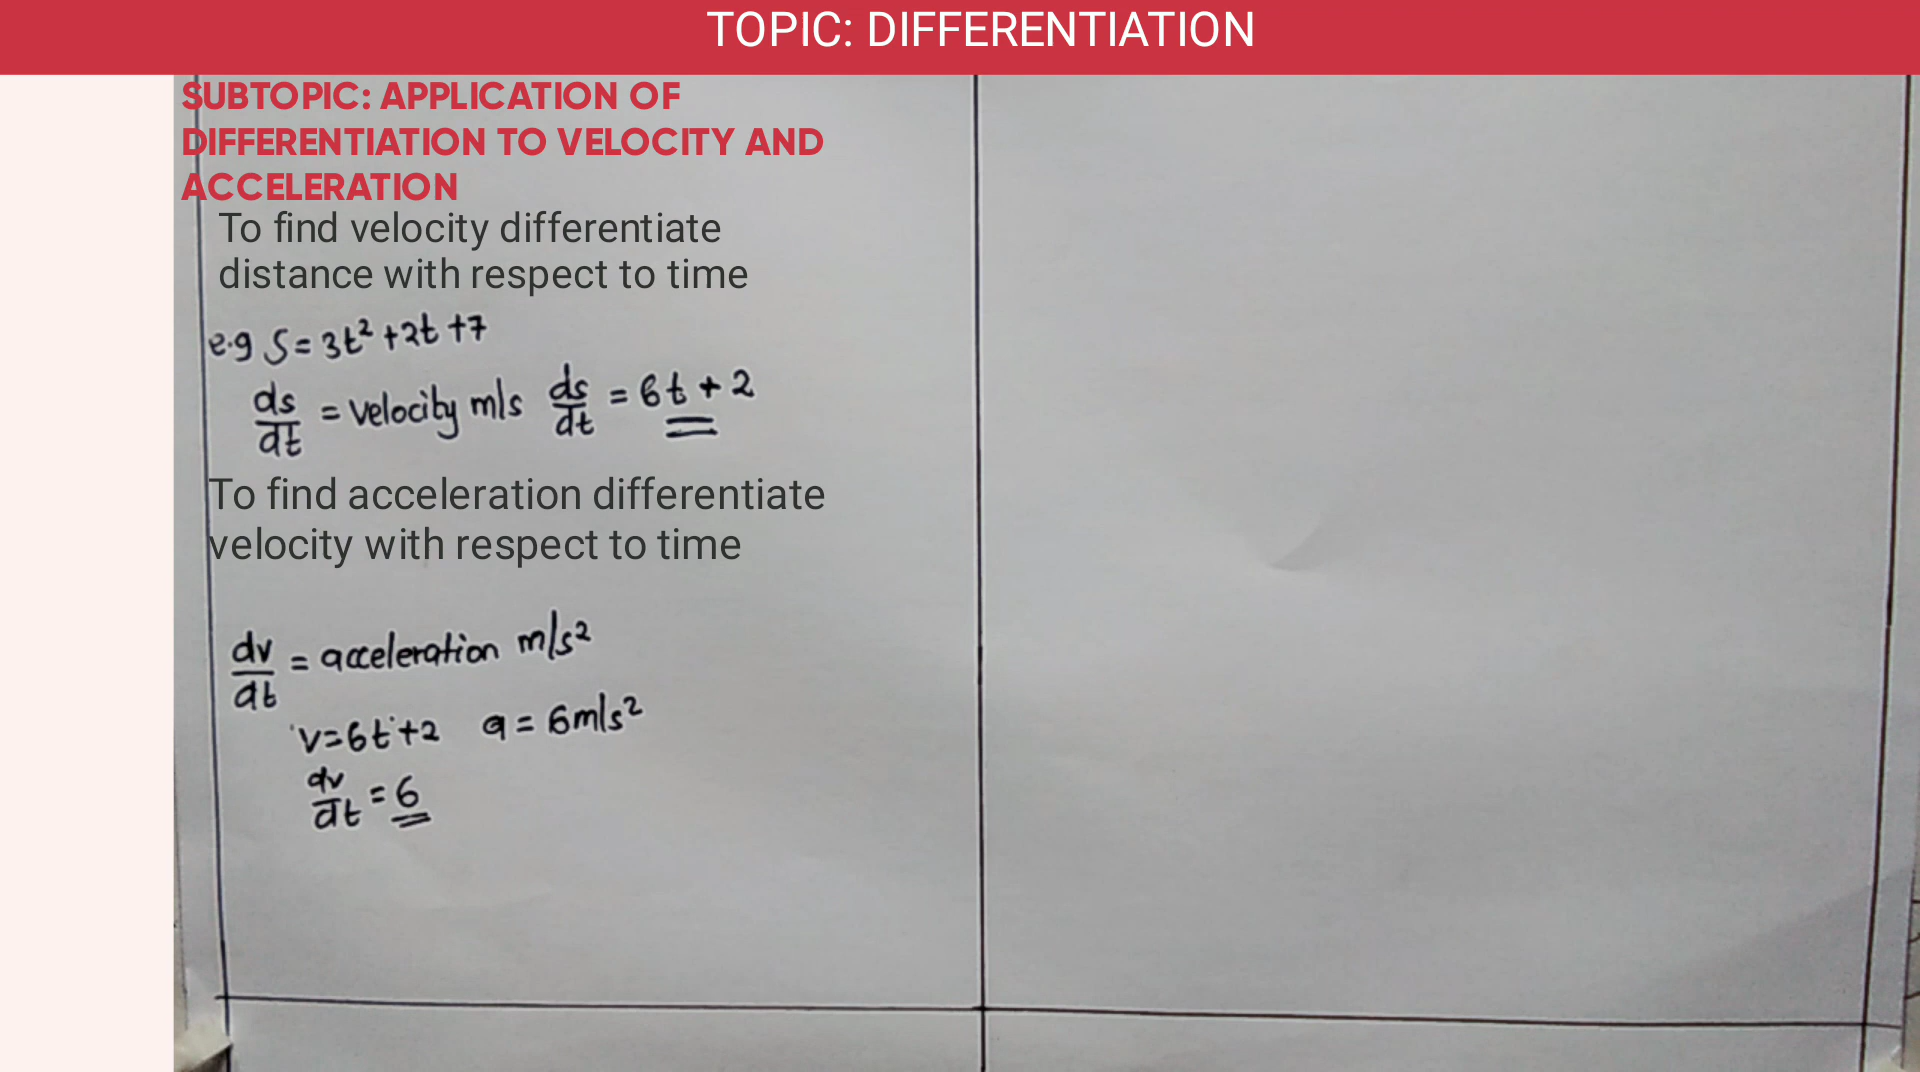 TOPIC: DIFFERENTIATION
SUBTOPIC: APPLICATION OF
DIFFERENTIATION TO VELOCITY AND
ACCELERATION
To find velocity differentiate
distance with respect to time
e.g S = 3t² + 2t + 7
ds/dt = velocity m/s ds/dt = 6t + 2
To find acceleration differentiate
velocity with respect to time
dv/dt = acceleration m/s²
v = 6t + 2 a = 6m/s²
dv/dt = 6